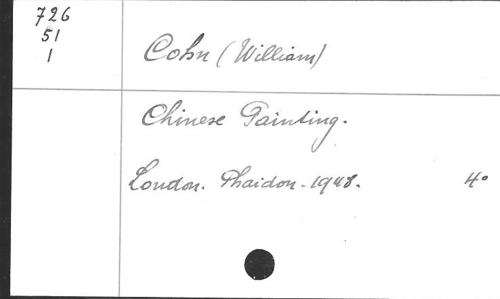 726
51
1
Cohn (William)
Chinese Painting.
London. Phaidon - 1948. 4°